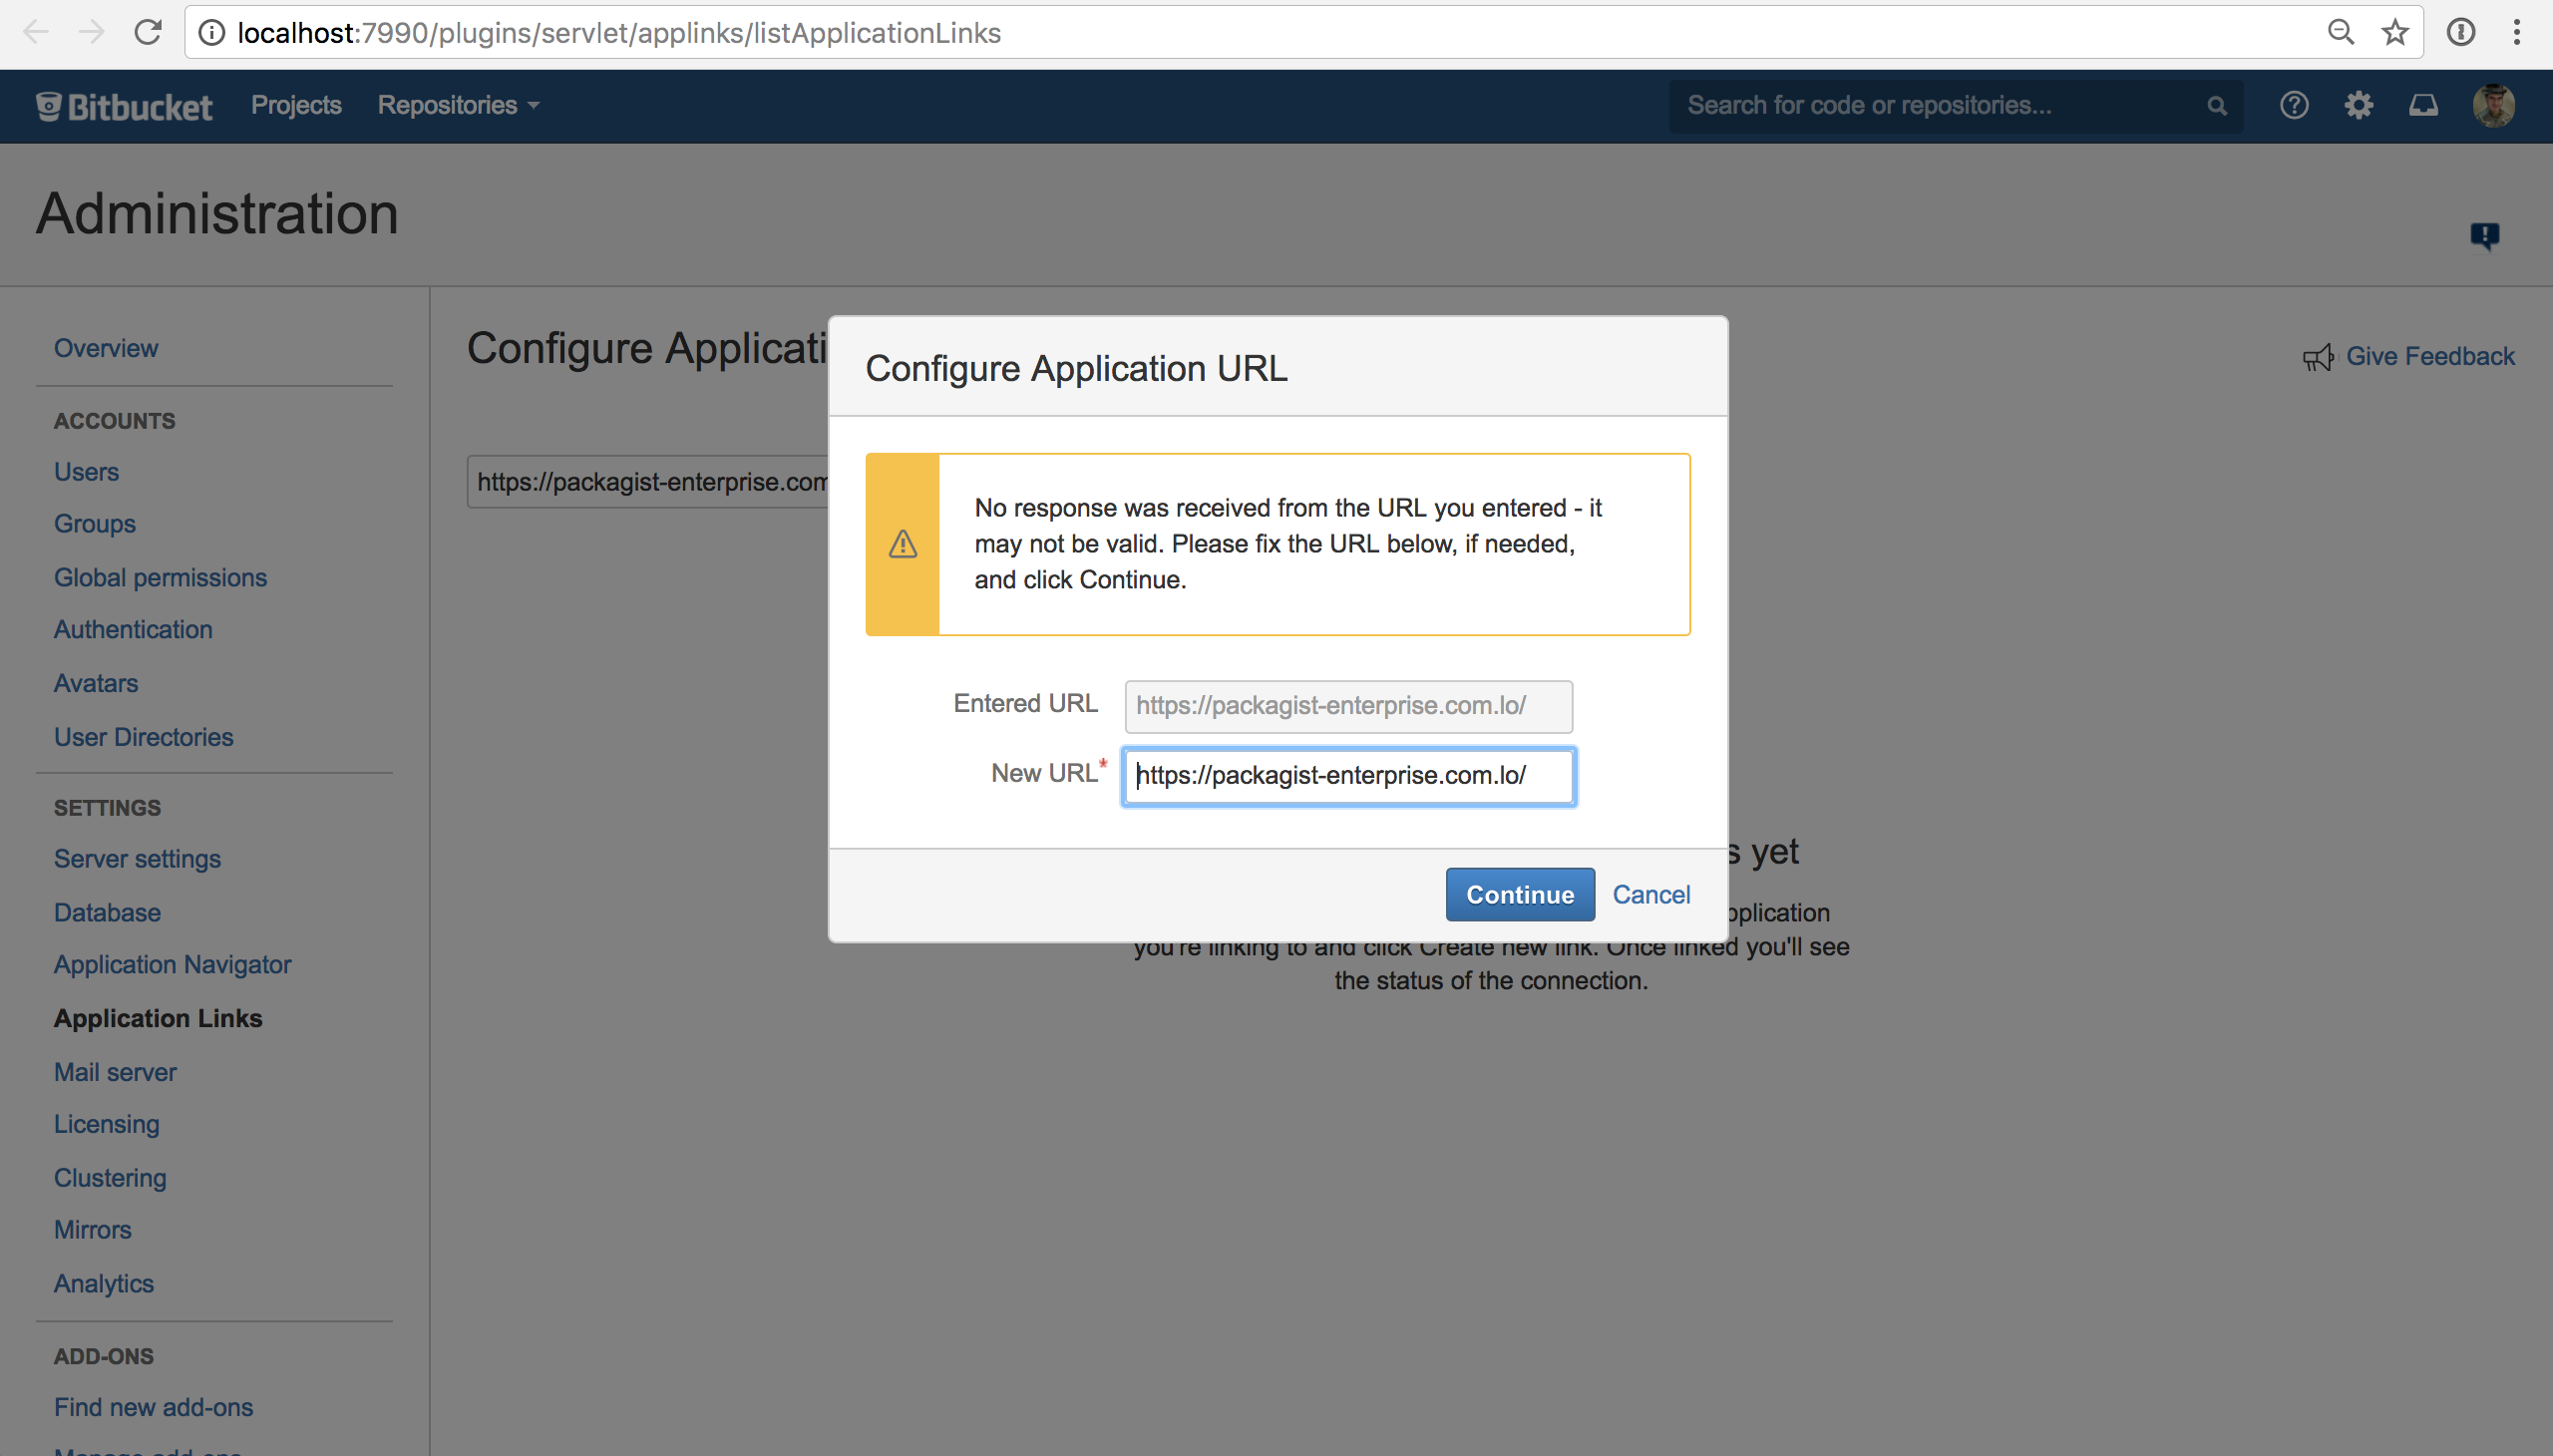 localhost:7990/plugins/servlet/applinks/listApplicationLinks
Bitbucket
Projects
Repositories
Search for code or repositories...
Administration
Overview
ACCOUNTS
Users
Groups
Global permissions
Authentication
Avatars
User Directories
SETTINGS
Server settings
Database
Application Navigator
Application Links
Mail server
Licensing
Clustering
Mirrors
Analytics
ADD-ONS
Find new add-ons
Manage add-ons
Configure Applicati
Give Feedback
https://packagist-enterprise.com
Configure Application URL
No response was received from the URL you entered - it
may not be valid. Please fix the URL below, if needed,
and click Continue.
Entered URL
https://packagist-enterprise.com.lo/
New URL*
https://packagist-enterprise.com.lo/
Continue
Cancel
s yet
pplication
you're linking to and click Create new link. Once linked you'll see
the status of the connection.